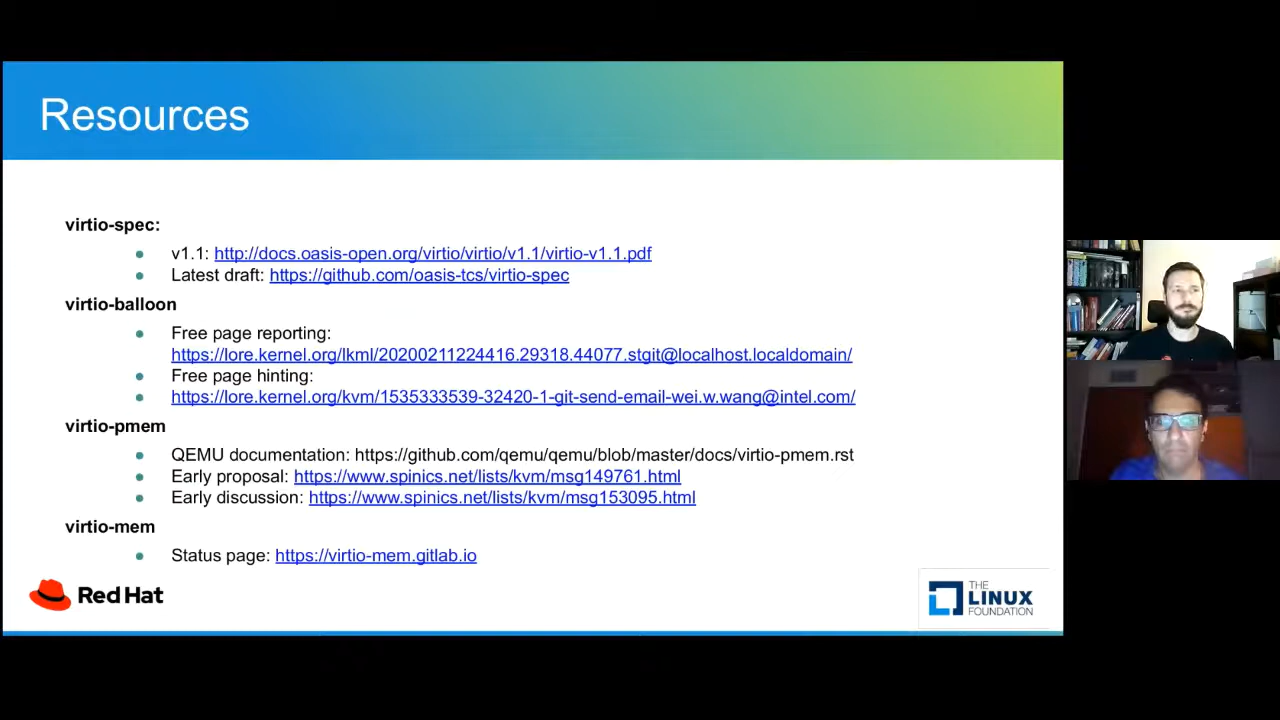 Resources
virtio-spec:
v1.1: http://docs.oasis-open.org/virtio/virtio/v1.1/virtio-v1.1.pdf
Latest draft: https://github.com/oasis-tcs/virtio-spec
virtio-balloon
Free page reporting:
https://lore.kernel.org/lkml/20200211224416.29318.44077.stgit@localhost.localdomain/
Free page hinting:
https://lore.kernel.org/kvm/1535333539-32420-1-git-send-email-wei.w.wang@intel.com/
virtio-pmem
QEMU documentation: https://github.com/qemu/qemu/blob/master/docs/virtio-pmem.rst
Early proposal: https://www.spinics.net/lists/kvm/msg149761.html
Early discussion: https://www.spinics.net/lists/kvm/msg153095.html
virtio-mem
Status page: https://virtio-mem.gitlab.io
Red Hat
THE
LINUX
FOUNDATION